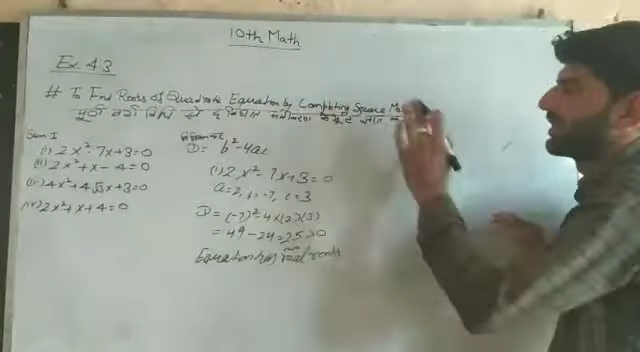 10th Math
Ex. 4.3
# To Find Roots of Quadratic Equation by Completing Square
Sum I
(i) 2x² - 7x + 3 = 0
(ii) 2x² + x - 4 = 0
(iii) 4x² + 4√3x + 3 = 0
(iv) 2x² + x + 4 = 0
D = b² - 4ac
(i) 2x² - 7x + 3 = 0
a = 2, b = -7, c = 3
D = (-7)² - 4×(2)(3)
= 49 - 24 = 25 > 0
Equation has real roots